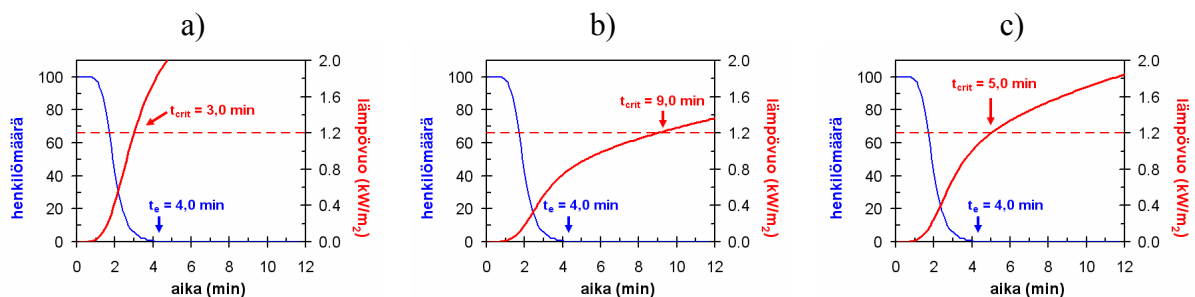 a)
henkilömäärä
100
80
60
40
20
0
2.0
1.6
1.2
0.8
0.4
0.0
lämpövuo (kW/m2)
tcrit = 3,0 min
te = 4,0 min
0 2 4 6 8 10 12
aika (min)
b)
henkilömäärä
100
80
60
40
20
0
2.0
1.6
1.2
0.8
0.4
0.0
lämpövuo (kW/m2)
tcrit = 9,0 min
te = 4,0 min
0 2 4 6 8 10 12
aika (min)
c)
henkilömäärä
100
80
60
40
20
0
2.0
1.6
1.2
0.8
0.4
0.0
lämpövuo (kW/m2)
tcrit = 5,0 min
te = 4,0 min
0 2 4 6 8 10 12
aika (min)